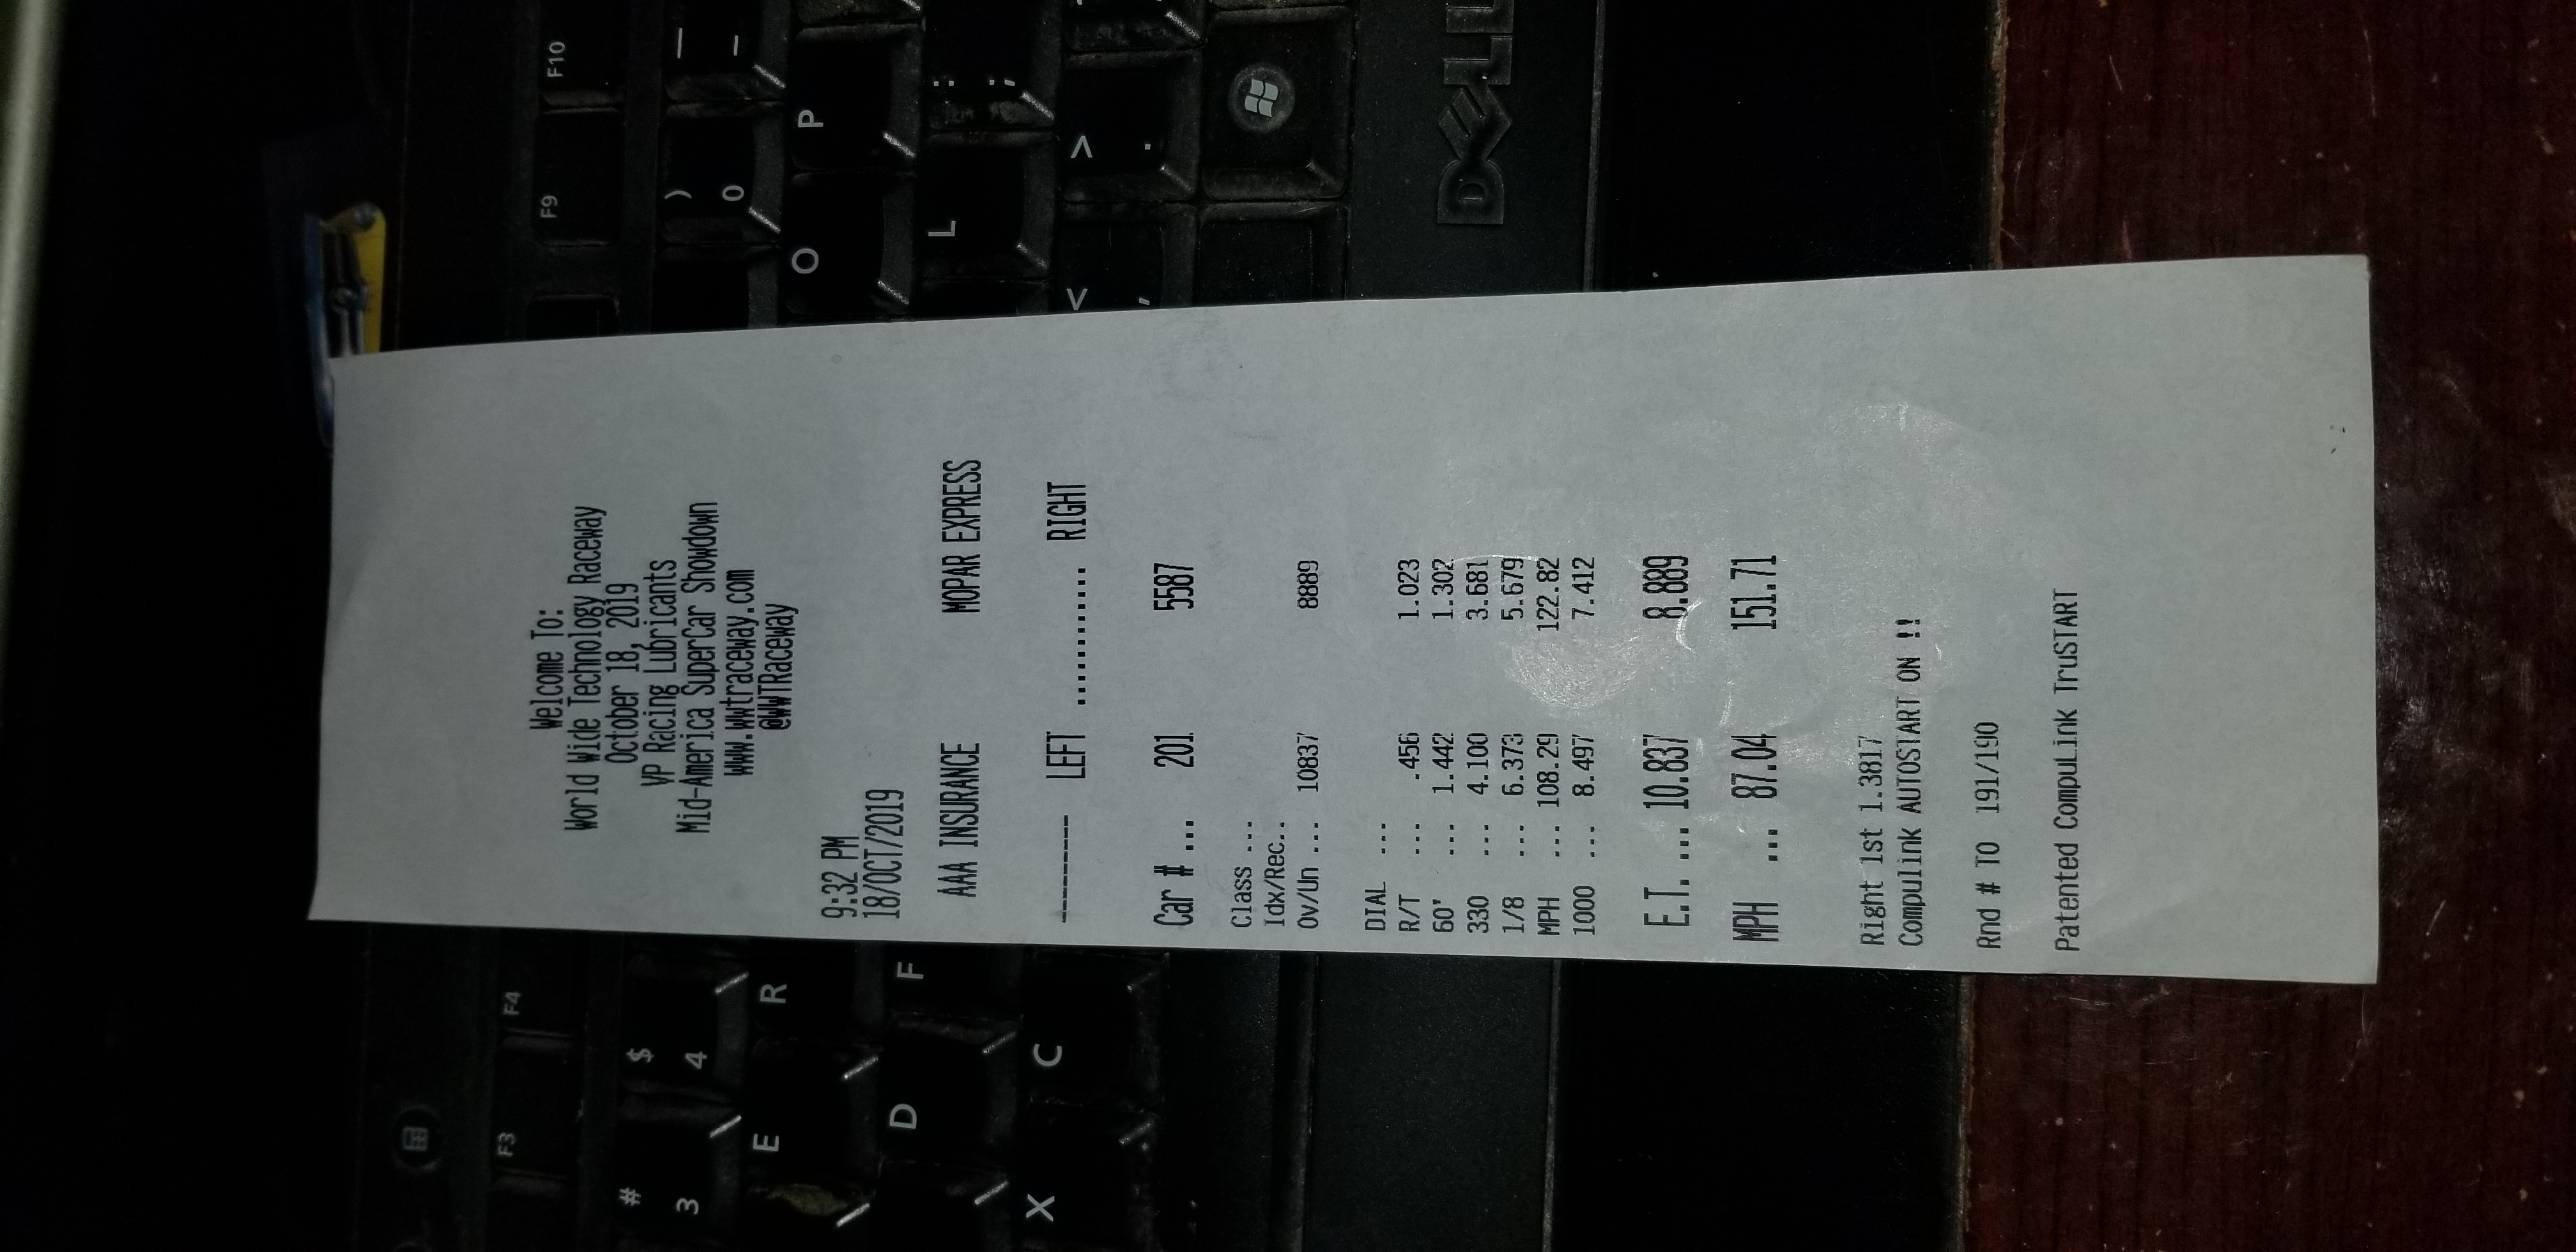 Welcome To:
World Wide Technology Raceway
October 18, 2019
VP Racing Lubricants
Mid-America SuperCar Showdown
www.wwtraceway.com
@WWTRaceway
9:32 PM
18/OCT/2019
AAA INSURANCE MOPAR EXPRESS
--------- LEFT .......... RIGHT
Car # ... 201 5587
Class ...
Idx/Rec..
Ov/Un ... 10837 8889
DIAL ...
R/T ... .456 1.023
60' ... 1.442 1.302
330 ... 4.100 3.681
1/8 ... 6.373 5.679
MPH ... 108.29 122.82
1000 ... 8.497 7.412
E.T. ... 10.837 8.889
MPH ... 87.04 151.71
Right 1st 1.3817
Compulink AUTOSTART ON !!
Rnd # TO 191/190
Patented CompuLink TruSTART
F3
F4
F9
F10
# 3
$ 4
) 0
_ -
E
R
O
P
D
F
L
: ;
X
C
< ,
> .
DELL